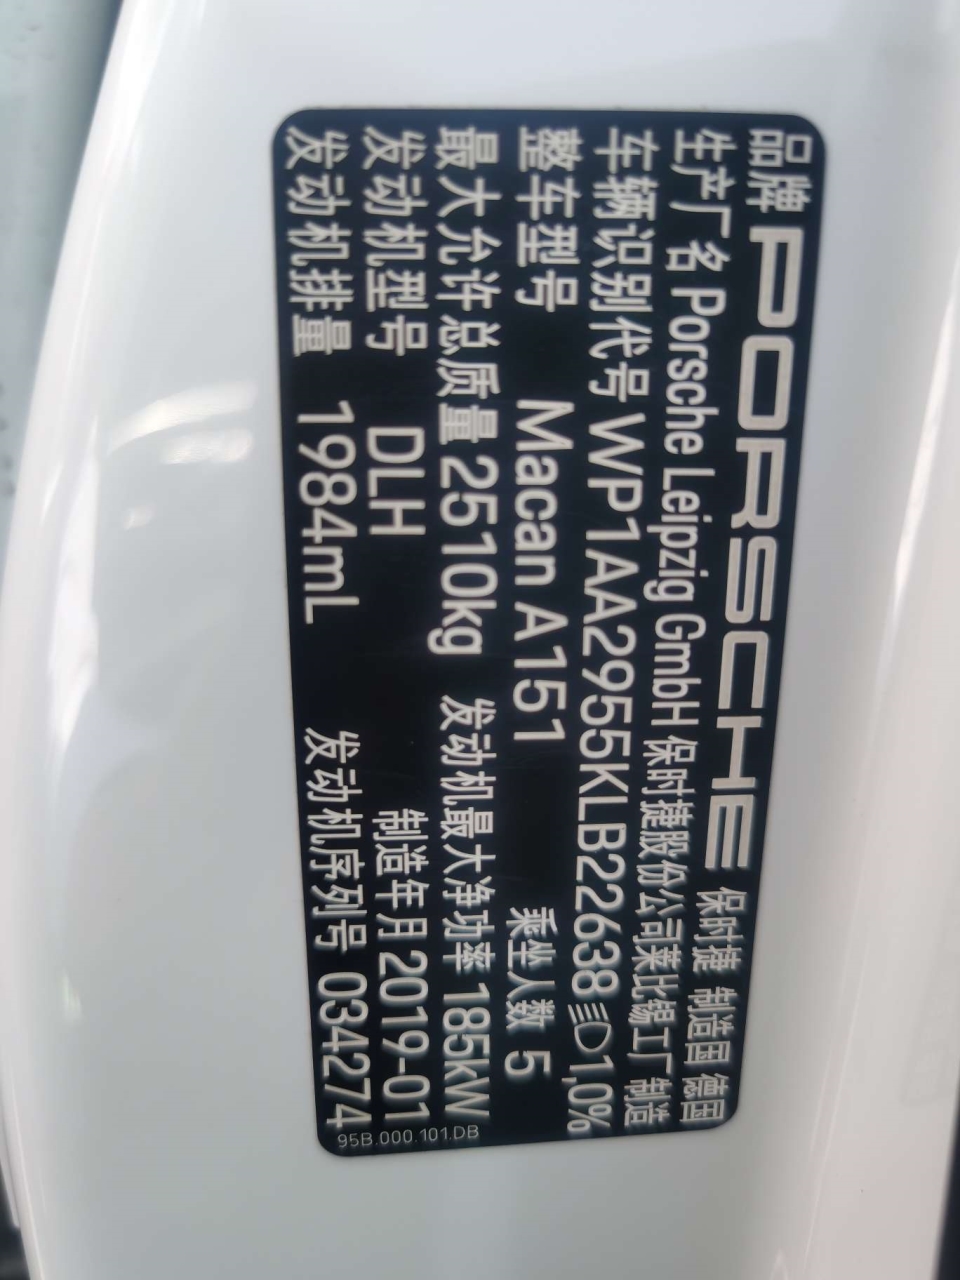 品牌 PORSCHE 保时捷 制造国 德国
生产厂名 Porsche Leipzig GmbH 保时捷股份公司莱比锡工厂 制造
车辆识别代号 WP1AA2955KLB22638 1,0%
整车型号 Macan A151 乘坐人数 5
最大允许总质量 2510kg 发动机最大净功率 185kW
发动机型号 DLH 制造年月 2019-01
发动机排量 1984mL 发动机序列号 034274
95B.000.101.DB